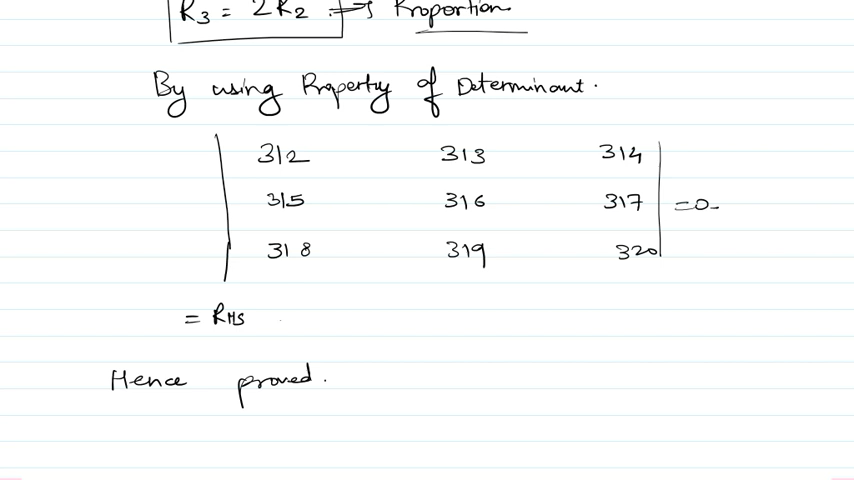 R3 = 2R2 → Proportion
By using Property of Determinant.
312 313 314
315 316 317 =0-
318 319 320
= RHS
Hence proved.